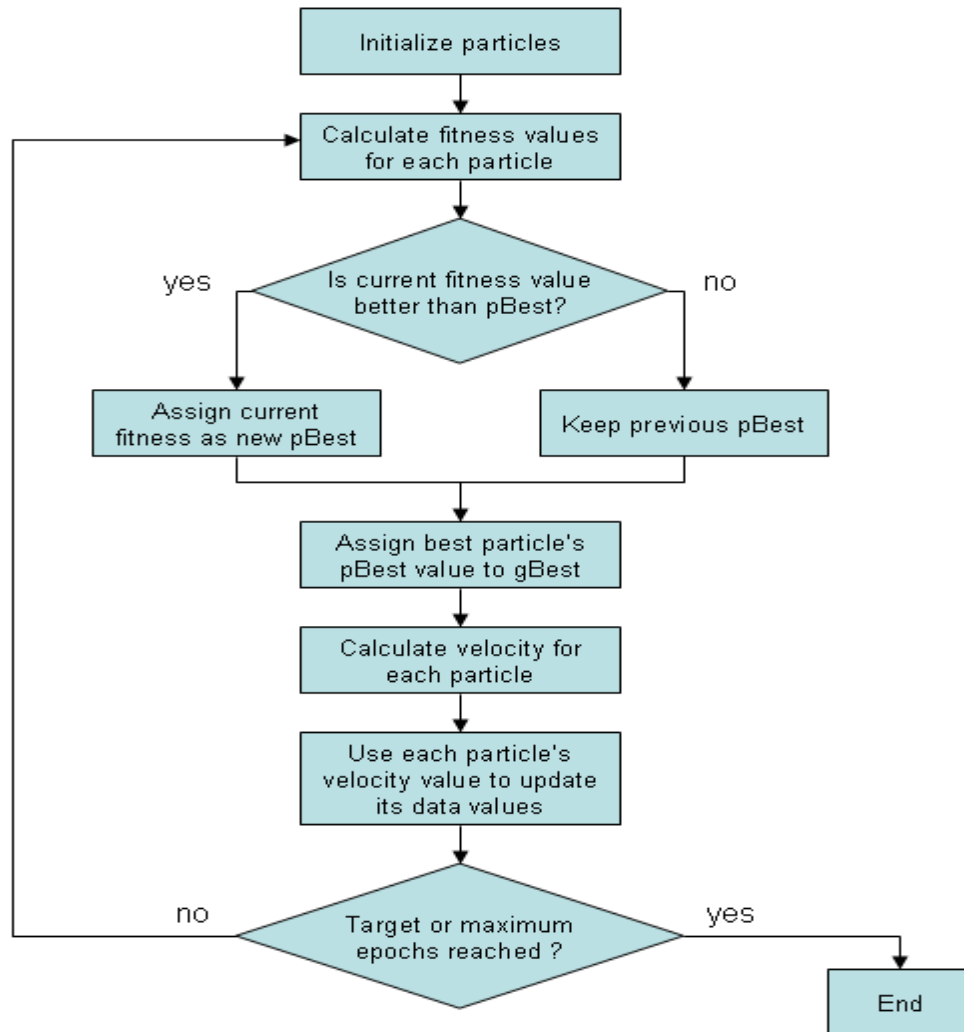 Initialize particles
Calculate fitness values
for each particle
yes
Is current fitness value
better than pBest?
no
Assign current
fitness as new pBest
Keep previous pBest
Assign best particle's
pBest value to gBest
Calculate velocity for
each particle
Use each particle's
velocity value to update
its data values
no
Target or maximum
epochs reached ?
yes
End